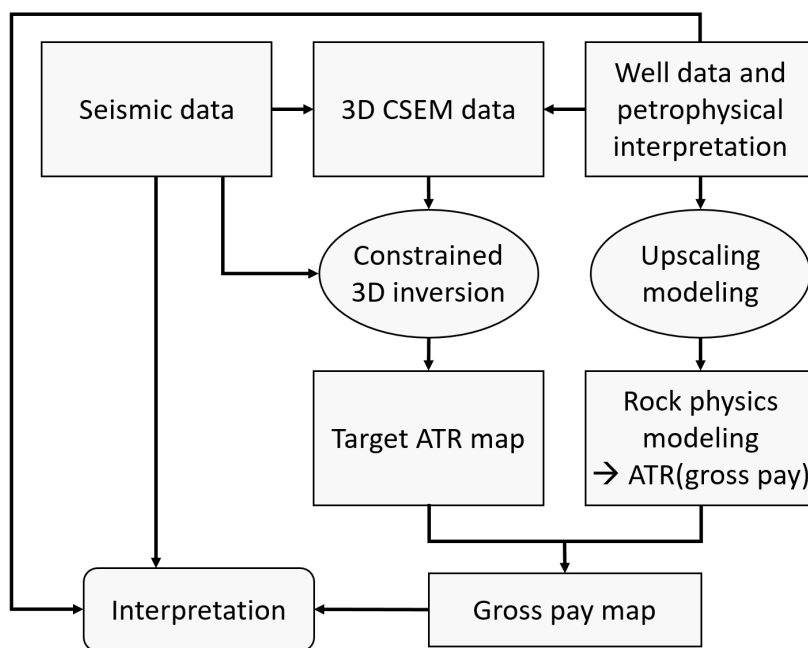 Seismic data
3D CSEM data
Well data and
petrophysical
interpretation
Constrained
3D inversion
Upscaling
modeling
Target ATR map
Rock physics
modeling
→ ATR(gross pay)
Interpretation
Gross pay map